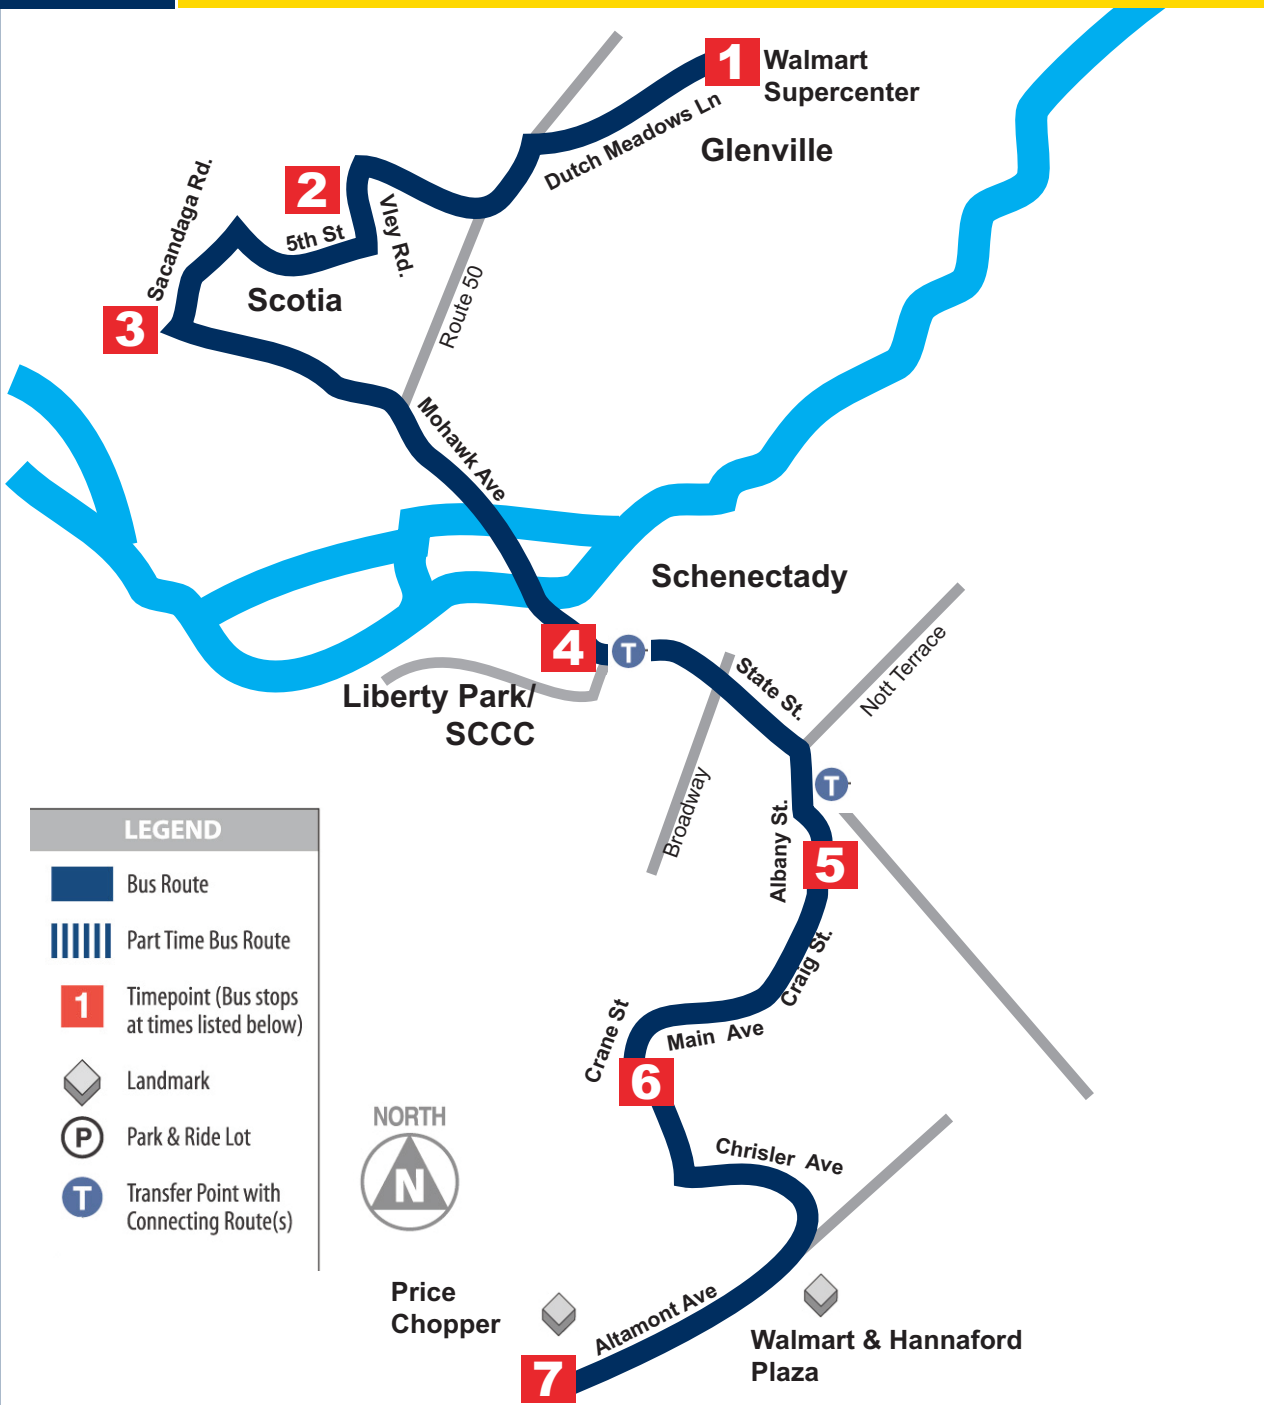 1
Walmart
Supercenter
Dutch Meadows Ln
Glenville
Sacandaga Rd.
2
5th St
Vley Rd.
Scotia
Route 50
3
Mohawk Ave
Schenectady
4
T
Liberty Park/
SCCC
State St.
Nott Terrace
Broadway
T
Albany St.
5
Craig St.
Crane St
Main Ave
6
Chrisler Ave
LEGEND
Bus Route
Part Time Bus Route
1
Timepoint (Bus stops
at times listed below)
Landmark
P
Park & Ride Lot
T
Transfer Point with
Connecting Route(s)
NORTH
N
Price
Chopper
Altamont Ave
Walmart & Hannaford
Plaza
7